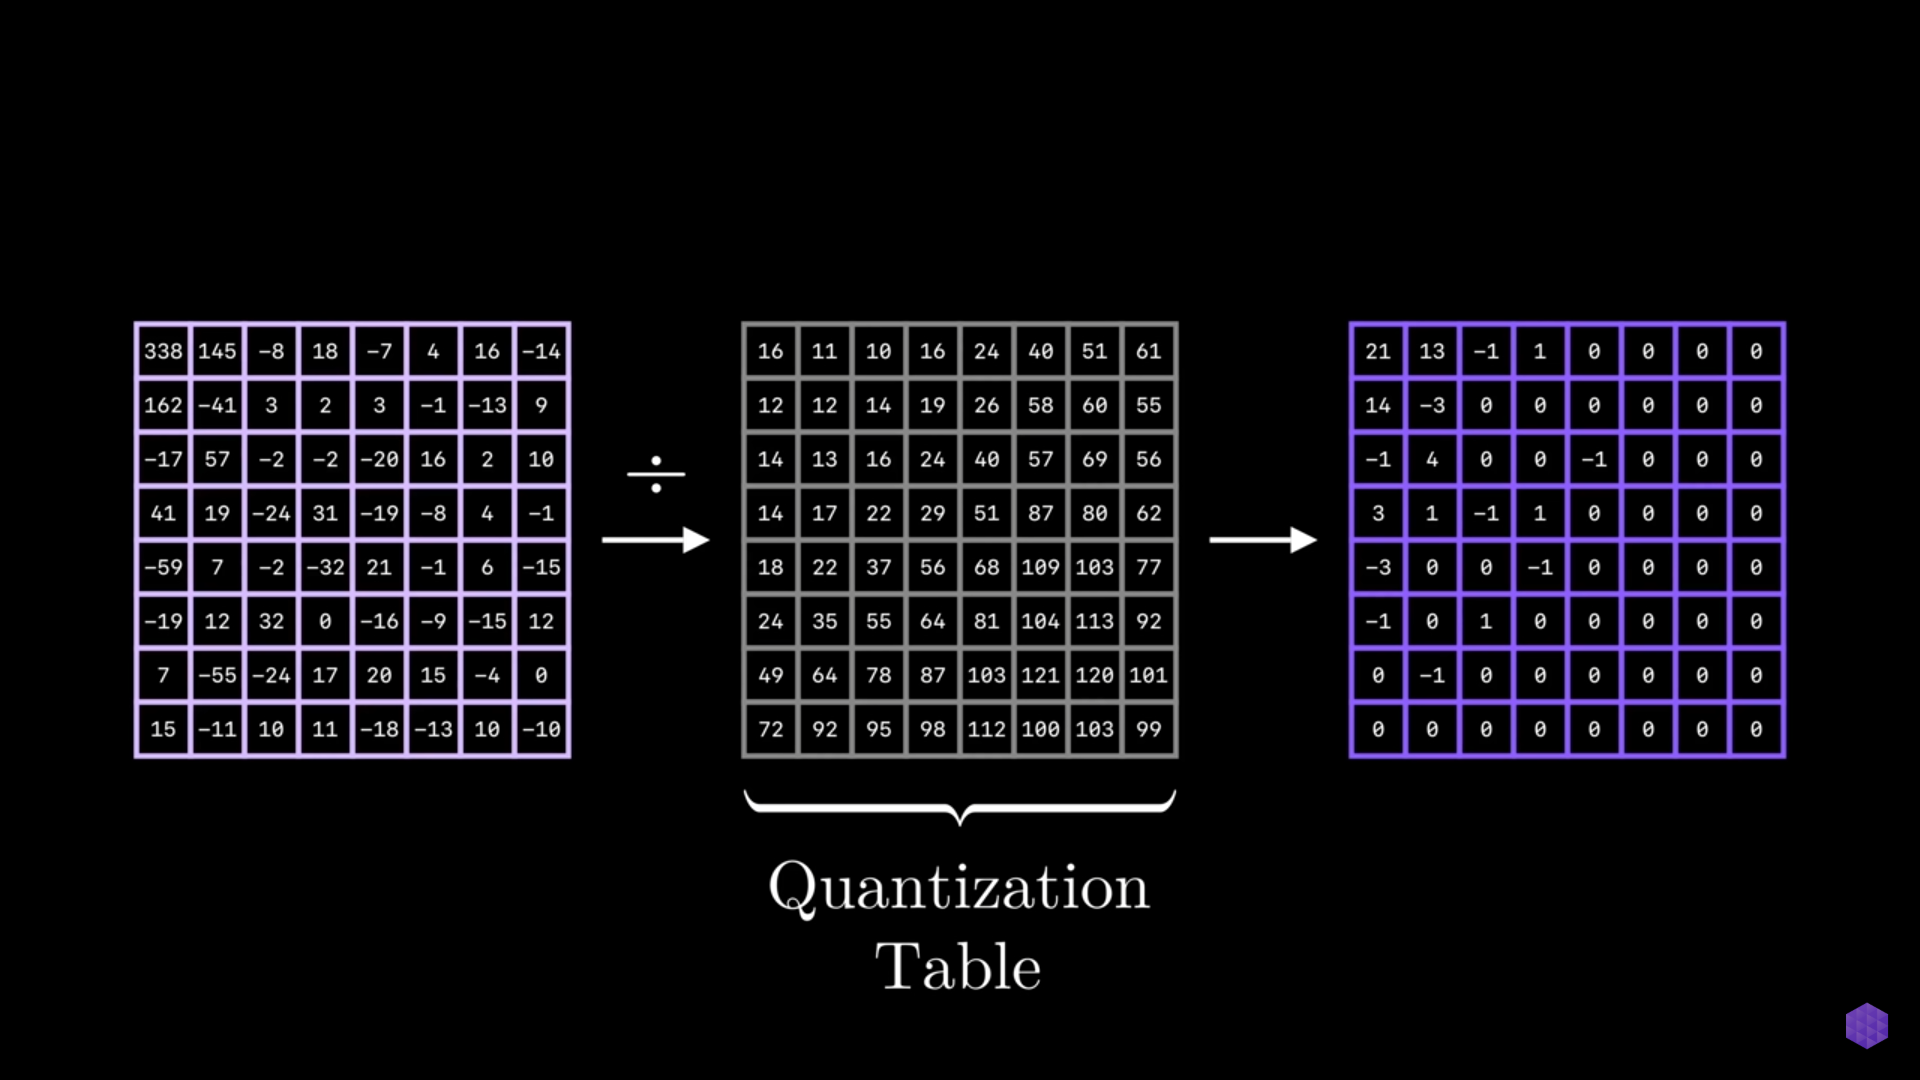 338 145 −8 18 −7 4 16 −14 16 11 10 16 24 40 51 61 21 13 −1 1 0 0 0 0
162 −41 3 2 3 −1 −13 9 12 12 14 19 26 58 60 55 14 −3 0 0 0 0 0 0
−17 57 −2 −2 −20 16 2 10 14 13 16 24 40 57 69 56 −1 4 0 0 −1 0 0 0
÷
41 19 −24 31 −19 −8 4 −1 14 17 22 29 51 87 80 62 3 1 −1 1 0 0 0 0
−59 7 −2 −32 21 −1 6 −15 18 22 37 56 68 109 103 77 −3 0 0 −1 0 0 0 0
−19 12 32 0 −16 −9 −15 12 24 35 55 64 81 104 113 92 −1 0 1 0 0 0 0 0
7 −55 −24 17 20 15 −4 0 49 64 78 87 103 121 120 101 0 −1 0 0 0 0 0 0
15 −11 10 11 −18 −13 10 −10 72 92 95 98 112 100 103 99 0 0 0 0 0 0 0 0
Quantization
Table